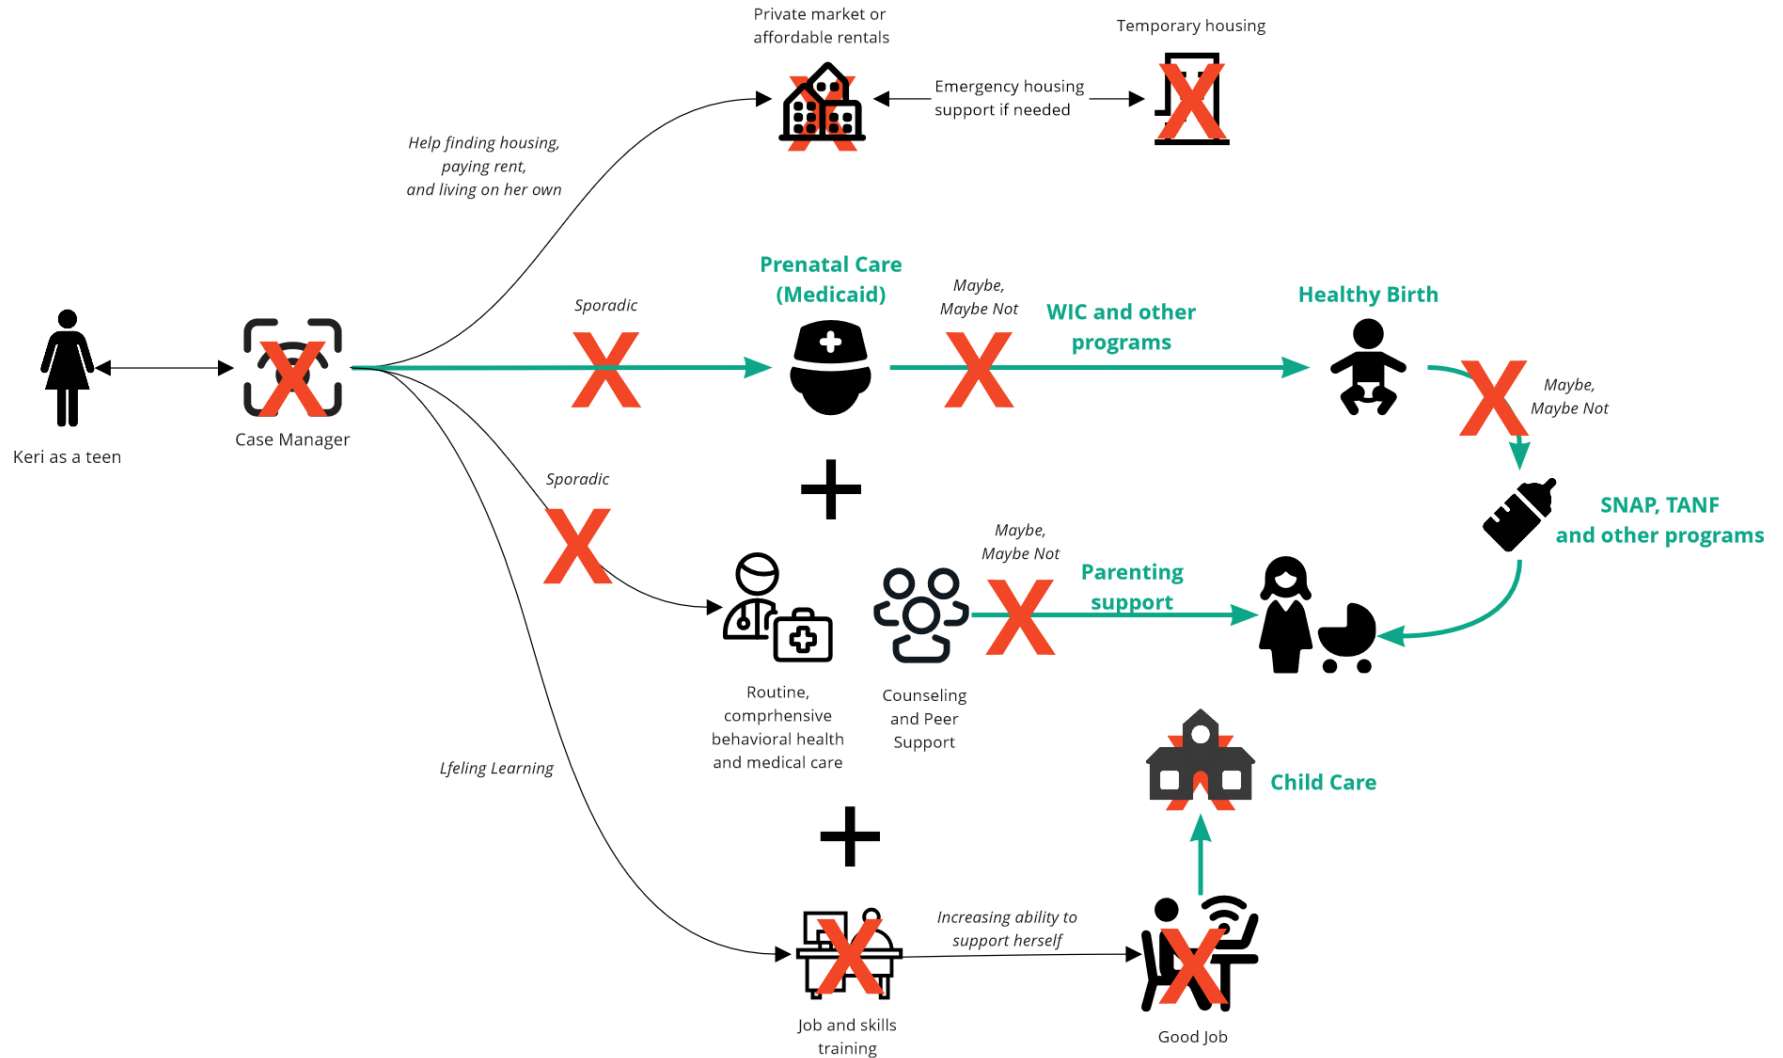 Private market or
affordable rentals
Temporary housing
Emergency housing
support if needed
Help finding housing,
paying rent,
and living on her own
Prenatal Care
(Medicaid)
Sporadic
Maybe,
Maybe Not
WIC and other
programs
Healthy Birth
Maybe,
Maybe Not
Keri as a teen
Case Manager
Sporadic
SNAP, TANF
and other programs
Maybe,
Maybe Not
Parenting
support
Routine,
comprhensive
behavioral health
and medical care
Counseling
and Peer
Support
Lfeling Learning
Child Care
Increasing ability to
support herself
Job and skills
training
Good Job